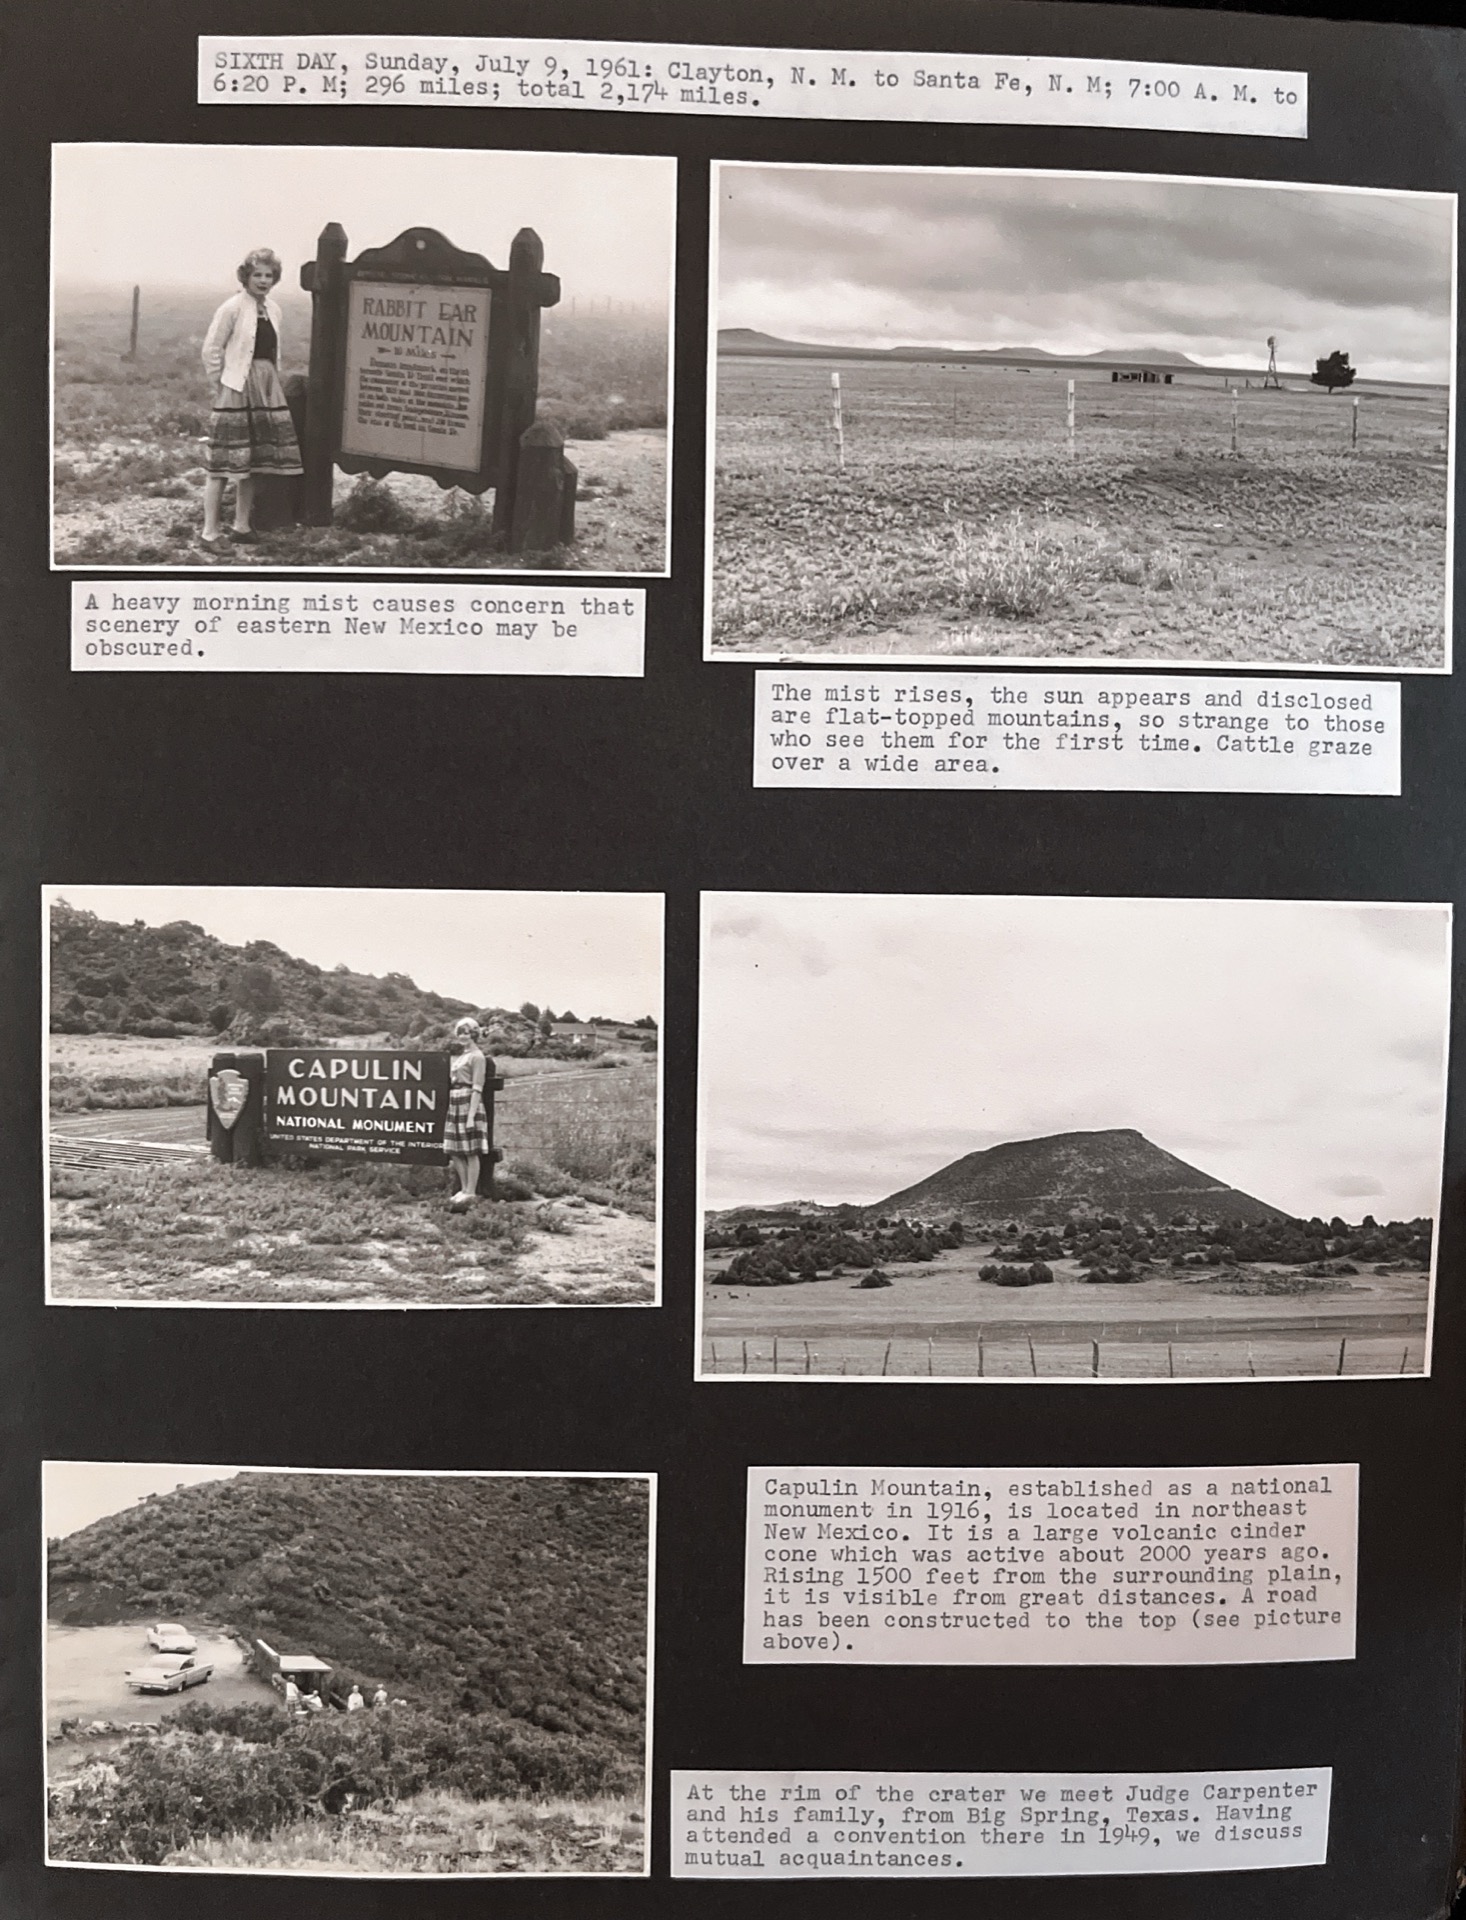 SIXTH DAY, Sunday, July 9, 1961: Clayton, N. M. to Santa Fe, N. M; 7:00 A. M. to
6:20 P. M; 296 miles; total 2,174 miles.
RABBIT EAR
MOUNTAIN
10 Miles
A heavy morning mist causes concern that
scenery of eastern New Mexico may be
obscured.
The mist rises, the sun appears and disclosed
are flat-topped mountains, so strange to those
who see them for the first time. Cattle graze
over a wide area.
CAPULIN
MOUNTAIN
NATIONAL MONUMENT
UNITED STATES DEPARTMENT OF THE INTERIOR
NATIONAL PARK SERVICE
Capulin Mountain, established as a national
monument in 1916, is located in northeast
New Mexico. It is a large volcanic cinder
cone which was active about 2000 years ago.
Rising 1500 feet from the surrounding plain,
it is visible from great distances. A road
has been constructed to the top (see picture
above).
At the rim of the crater we meet Judge Carpenter
and his family, from Big Spring, Texas. Having
attended a convention there in 1949, we discuss
mutual acquaintances.